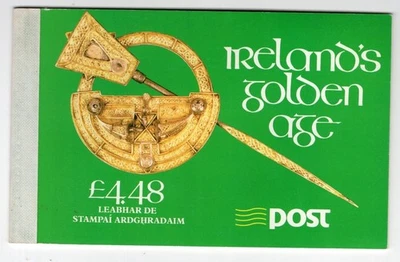 IRELAND'S
golden
age
£4.48
LEABHAR DE
STAMPAÍ ARDGHRADAIM
post